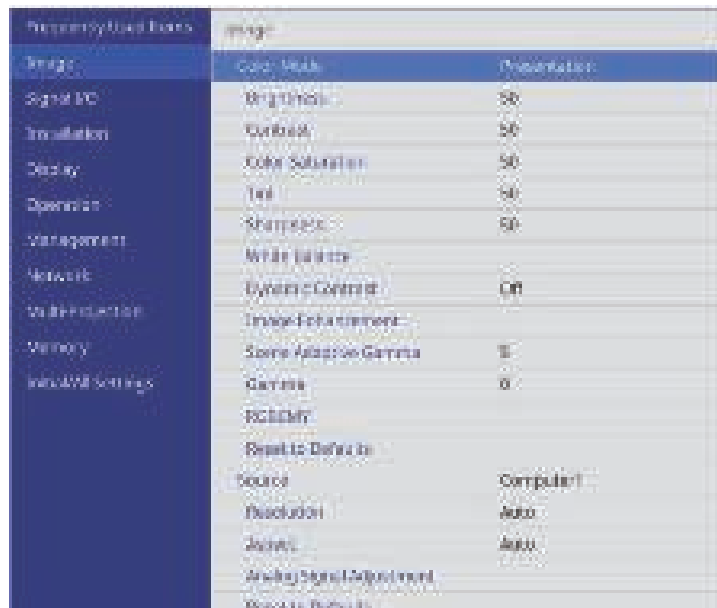 Frequently Used Items
Image
Signal I/O
Installation
Display
Operation
Management
Network
Multi-Projection
Memory
Initial/All Settings
Image
Color Mode Presentation
Brightness 50
Contrast 50
Color Saturation 50
Tint 50
Sharpness 50
White Balance
Dynamic Contrast Off
Image Enhancement
Scene Adaptive Gamma 5
Gamma 0
RGBCMY
Reset to Defaults
Source Computer1
Resolution Auto
Aspect Auto
Analog Signal Adjustment
Reset to Defaults